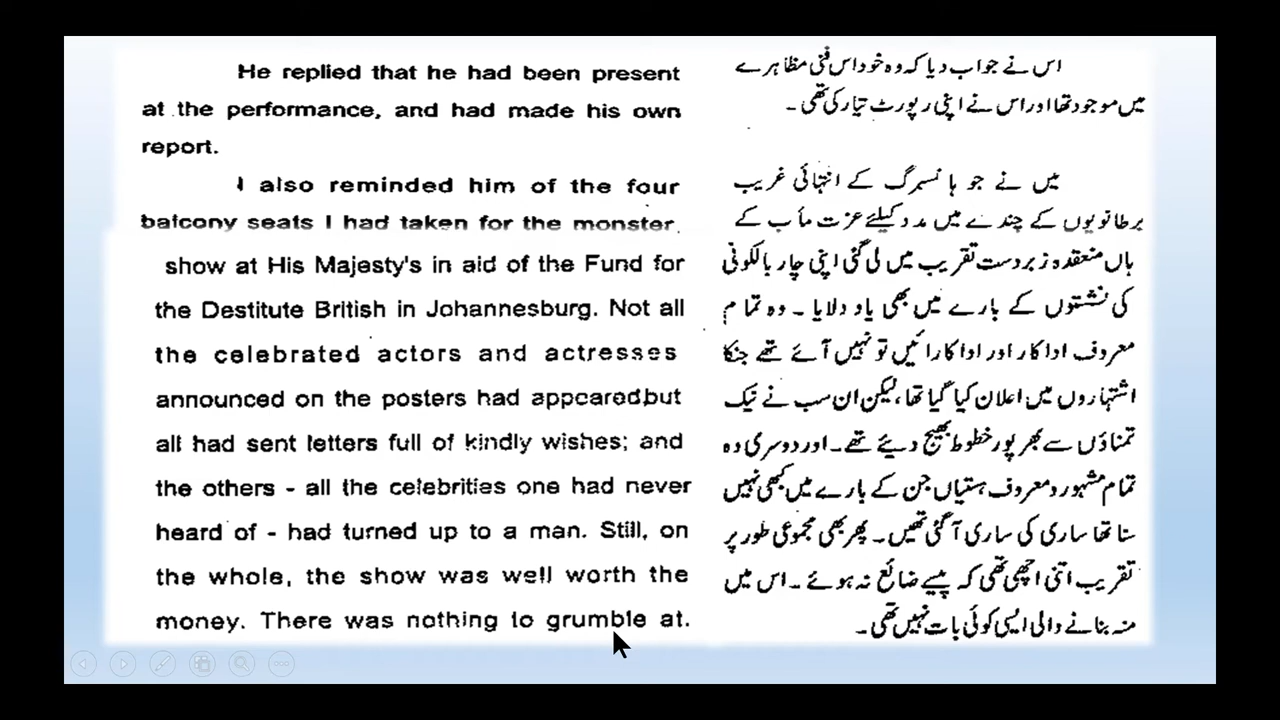 He replied that he had been present
at the performance, and had made his own
report.
I also reminded him of the four
balcony seats I had taken for the monster
show at His Majesty's in aid of the Fund for
the Destitute British in Johannesburg. Not all
the celebrated actors and actresses
announced on the posters had appeared,but
all had sent letters full of kindly wishes; and
the others - all the celebrities one had never
heard of - had turned up to a man. Still, on
the whole, the show was well worth the
money. There was nothing to grumble at.
اس نے جواب دیا کہ وہ خود اس فنی مظاہرے
میں موجود تھا اور اس نے اپنی رپورٹ تیار کی تھی ۔
میں نے جو ہانسبرگ کے انتہائی غریب
برطانویوں کے چندے میں مدد کیلئے عزت مآب کے
ہاں منعقدہ زبردست تقریب میں لی گئی اپنی چار بالکونی
کی نشستوں کے بارے میں بھی یاو دلایا ۔ وہ تمام
معروف اداکار اور اداکارائیں تو نہیں آئے تھے جنکا
اشتہاروں میں اعلان کیا گیا تھا، لیکن ان سب نے نیک
تمناؤں سے بھرپور خطوط بھیج دیئے تھے۔ اور دوسری وہ
تمام مشہور و معروف ہستیاں جن کے بارے میں کبھی نہیں
سنا تھا ساری کی ساری آ گئی تھیں۔ پھر بھی مجموعی طور پر
تقریب اتنی اچھی تھی کہ پیسے ضائع نہ ہوئے ۔ اس میں
منہ بنانے والی ایسی کوئی بات نہیں تھی ۔